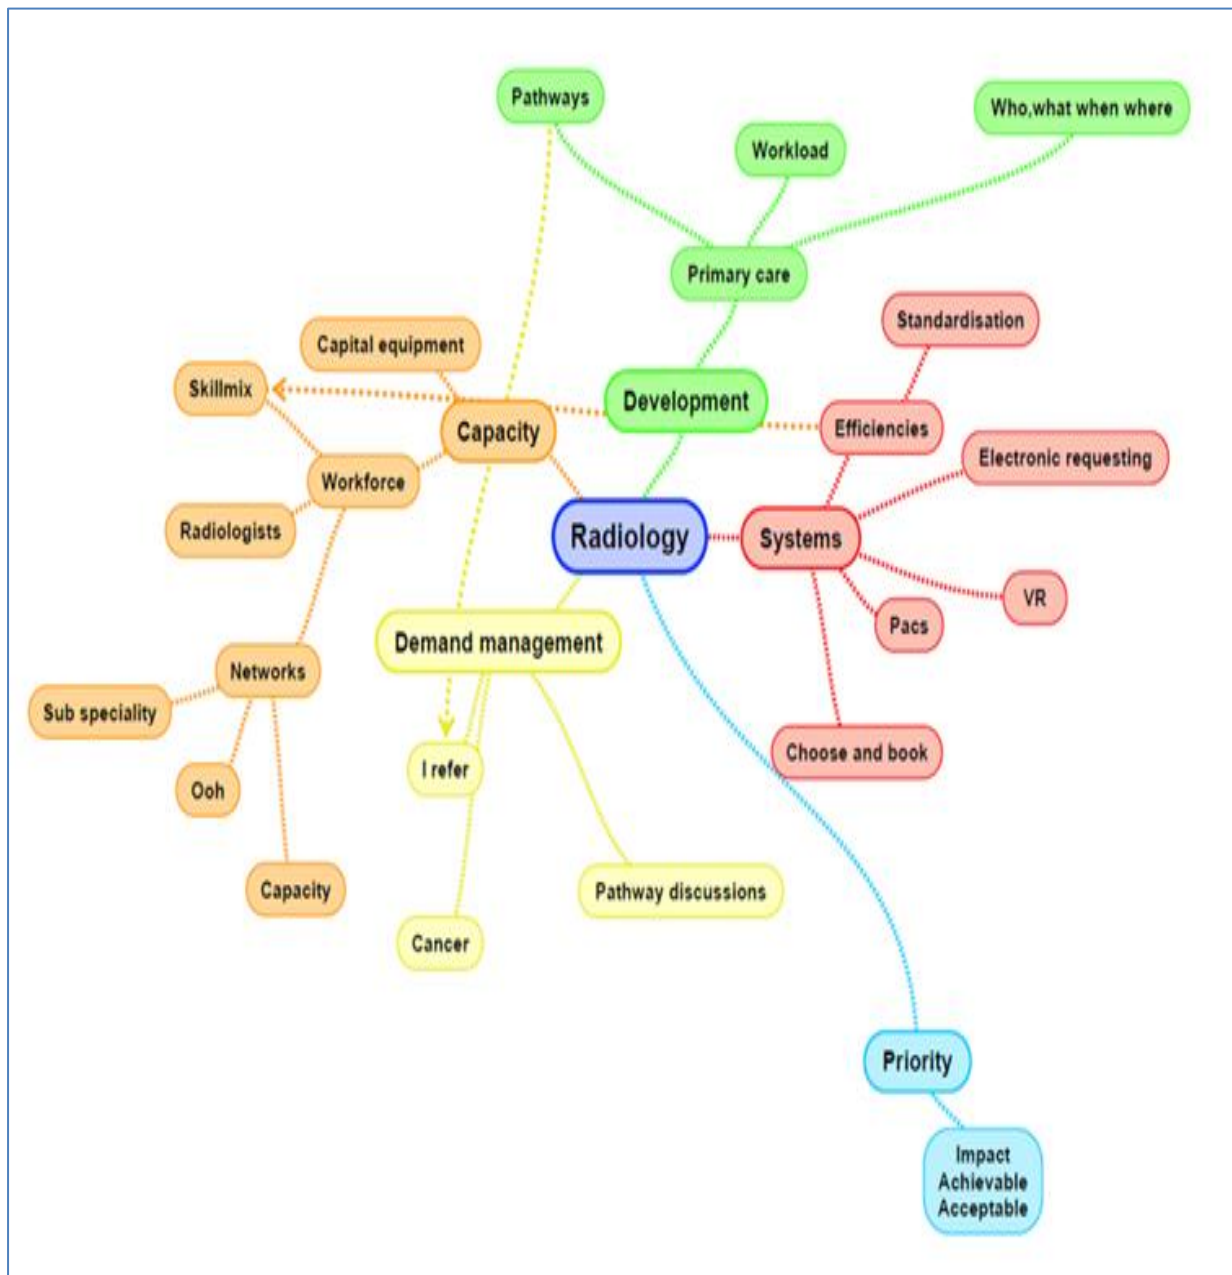 Pathways
Who,what when where
Workload
Primary care
Standardisation
Capital equipment
Skillmix
Development
Capacity
Efficiencies
Electronic requesting
Workforce
Radiologists
Radiology
Systems
VR
Pacs
Demand management
Networks
Sub speciality
Choose and book
I refer
Ooh
Capacity
Pathway discussions
Cancer
Priority
Impact
Achievable
Acceptable